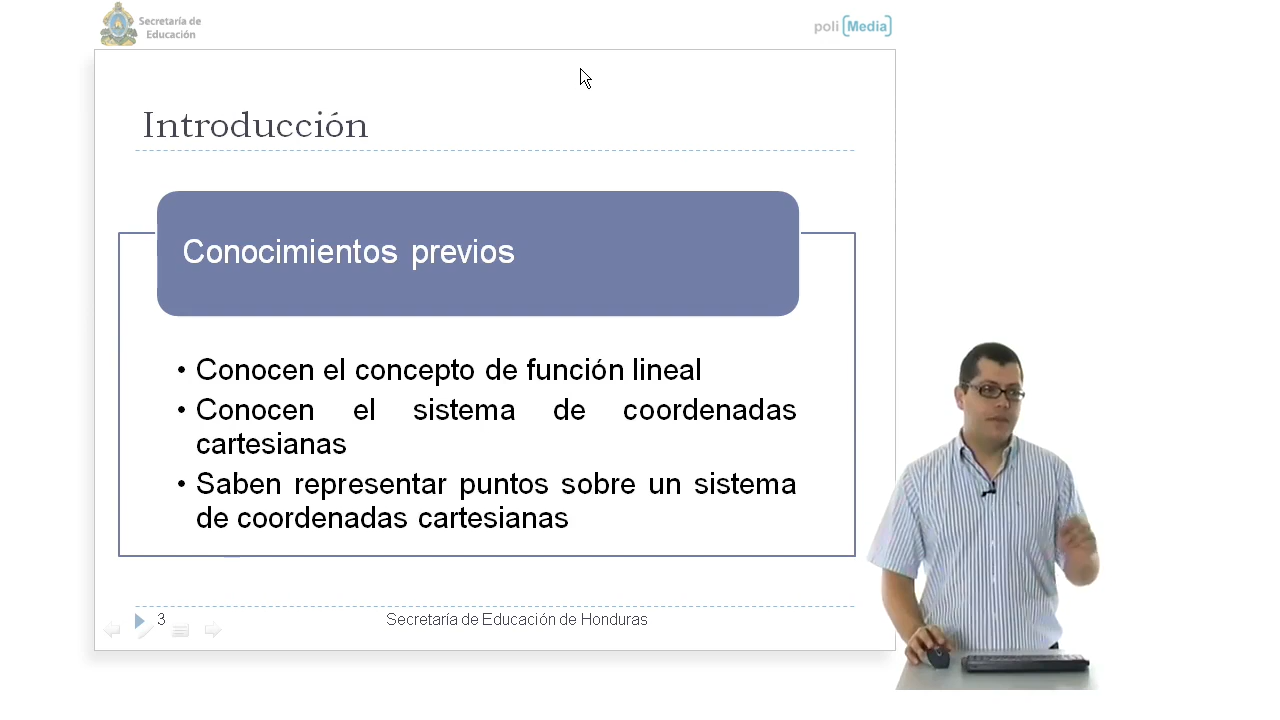 Secretaría de
Educación
poli [Media]
Introducción
Conocimientos previos
• Conocen el concepto de función lineal
• Conocen el sistema de coordenadas
cartesianas
• Saben representar puntos sobre un sistema
de coordenadas cartesianas
3
Secretaría de Educación de Honduras